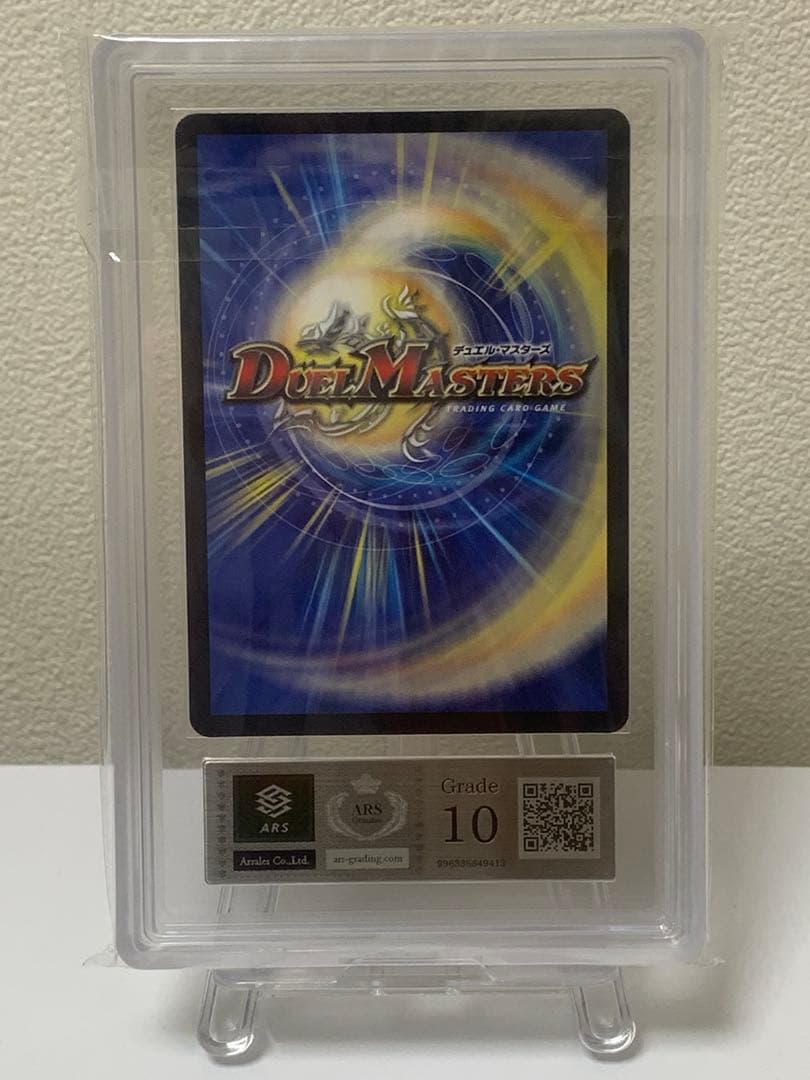 デュエル・マスターズ
DUEL MASTERS
TRADING CARD GAME
ARS
Arrales Co.,Ltd.
ARS
ars-grading.com
Grade
10